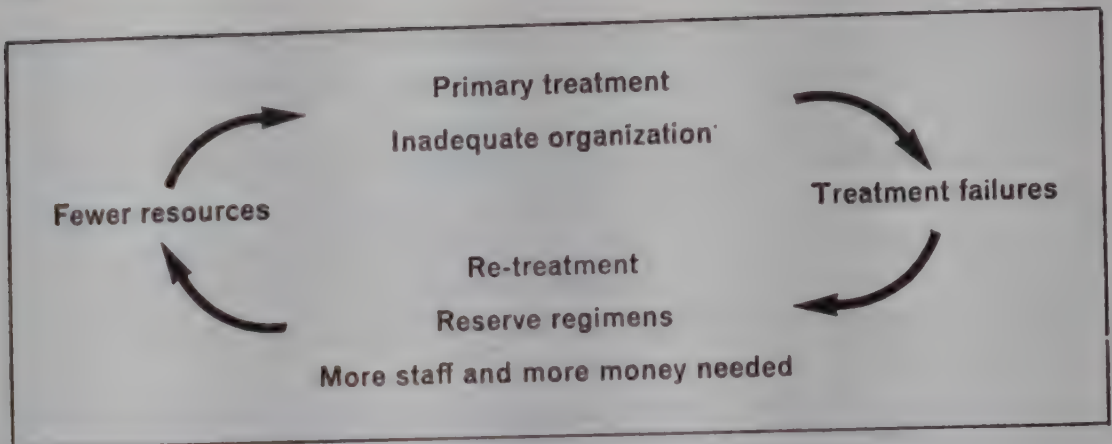 Primary treatment
Inadequate organization
Treatment failures
Fewer resources
Re-treatment
Reserve regimens
More staff and more money needed